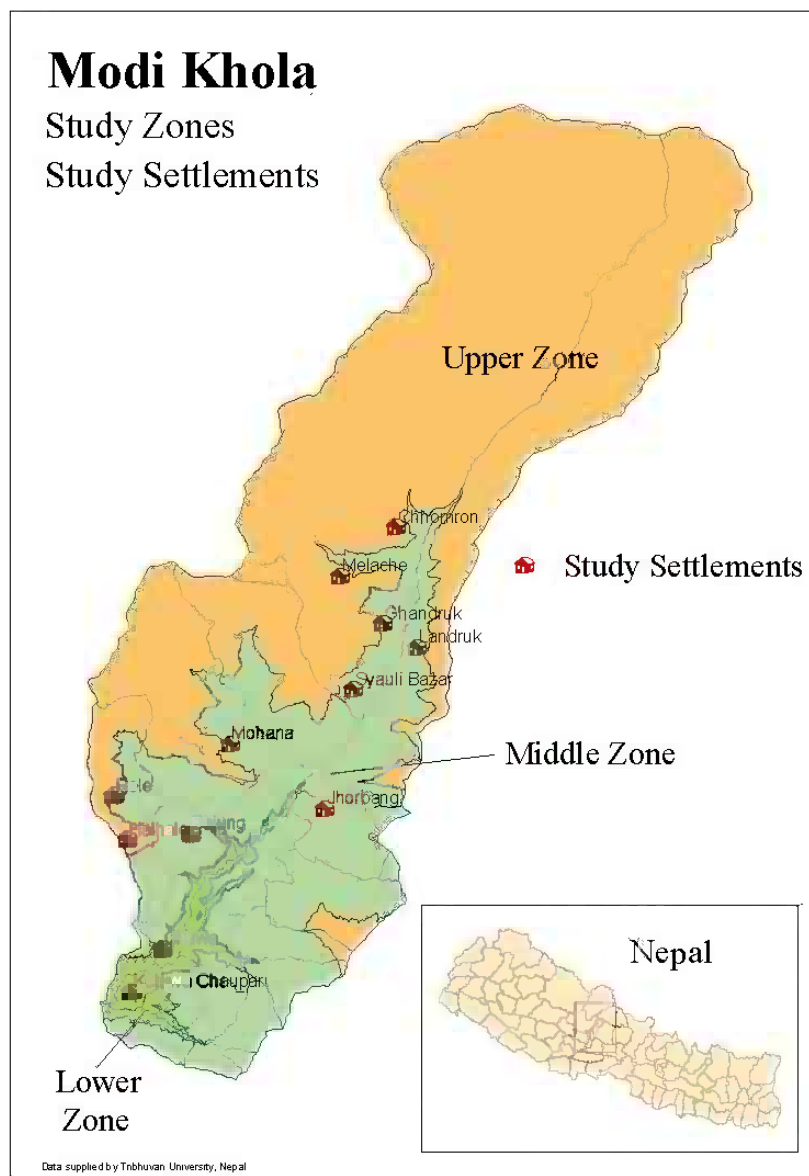 Modi Khola
Study Zones
Study Settlements
Upper Zone
Chhomron
Melache
Study Settlements
Ghandruk
Landruk
Syauli Bazar
Mohana
Middle Zone
Jhorbang
Nepal
Chaupari
Lower
Zone
Data supplied by Tribhuvan University, Nepal